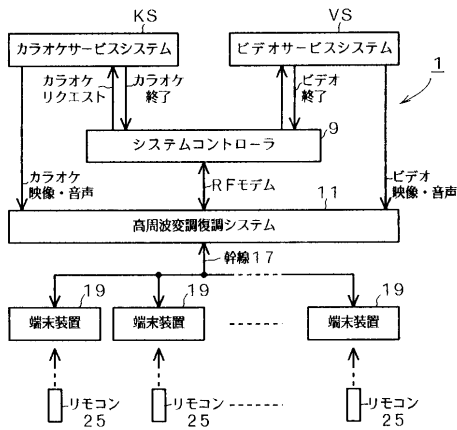 KS
VS
カラオケサービスシステム
ビデオサービスシステム
1
カラオケ
リクエスト
カラオケ
終了
ビデオ
終了
9
システムコントローラ
カラオケ
映像・音声
RFモデム
11
ビデオ
映像・音声
高周波変調復調システム
幹線17
19
19
19
端末装置
端末装置
端末装置
リモコン
25
リモコン
25
リモコン
25